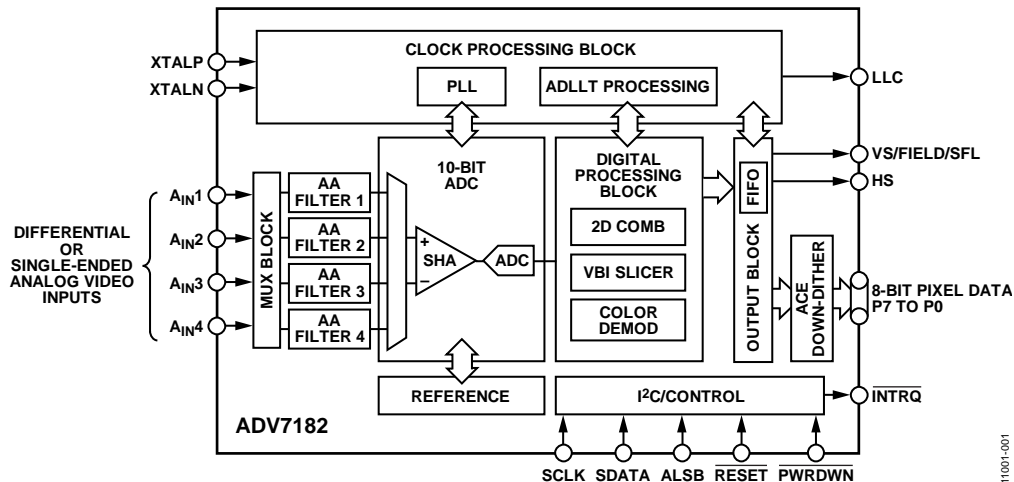 CLOCK PROCESSING BLOCK
XTALP
XTALN
PLL
ADLLT PROCESSING
LLC
10-BIT
ADC
DIGITAL
PROCESSING
BLOCK
VS/FIELD/SFL
HS
FIFO
OUTPUT BLOCK
DIFFERENTIAL
OR
SINGLE-ENDED
ANALOG VIDEO
INPUTS
AIN1
AIN2
AIN3
AIN4
MUX BLOCK
AA
FILTER 1
AA
FILTER 2
AA
FILTER 3
AA
FILTER 4
+
SHA
–
ADC
2D COMB
VBI SLICER
COLOR
DEMOD
ACE
DOWN-DITHER
8-BIT PIXEL DATA
P7 TO P0
REFERENCE
I2C/CONTROL
INTRQ
ADV7182
SCLK
SDATA
ALSB
RESET
PWRDWN
11001-001